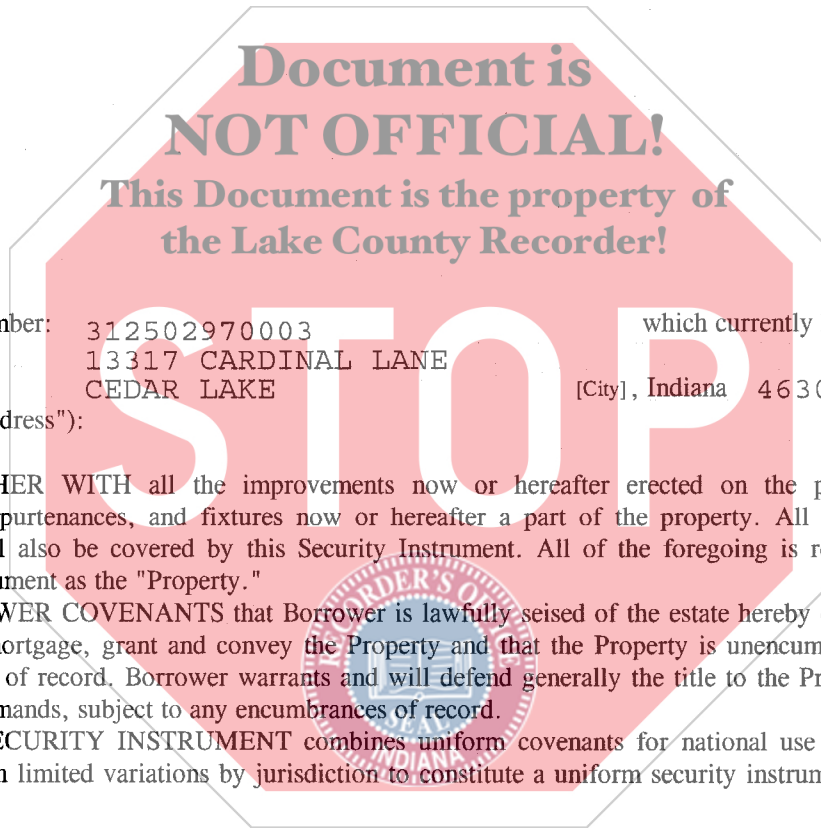 Document is
NOT OFFICIAL!
This Document is the property of
the Lake County Recorder!
STOP
mber: 312502970003 which currently
13317 CARDINAL LANE
CEDAR LAKE [City], Indiana 4630
dress"):
HER WITH all the improvements now or hereafter erected on the p
purtenances, and fixtures now or hereafter a part of the property. All
l also be covered by this Security Instrument. All of the foregoing is r
ument as the "Property."
WER COVENANTS that Borrower is lawfully seised of the estate hereby
ortgage, grant and convey the Property and that the Property is unencum
of record. Borrower warrants and will defend generally the title to the Pr
mands, subject to any encumbrances of record.
ECURITY INSTRUMENT combines uniform covenants for national use
n limited variations by jurisdiction to constitute a uniform security instrum
RECORDER'S OFFICE
SEAL
INDIANA